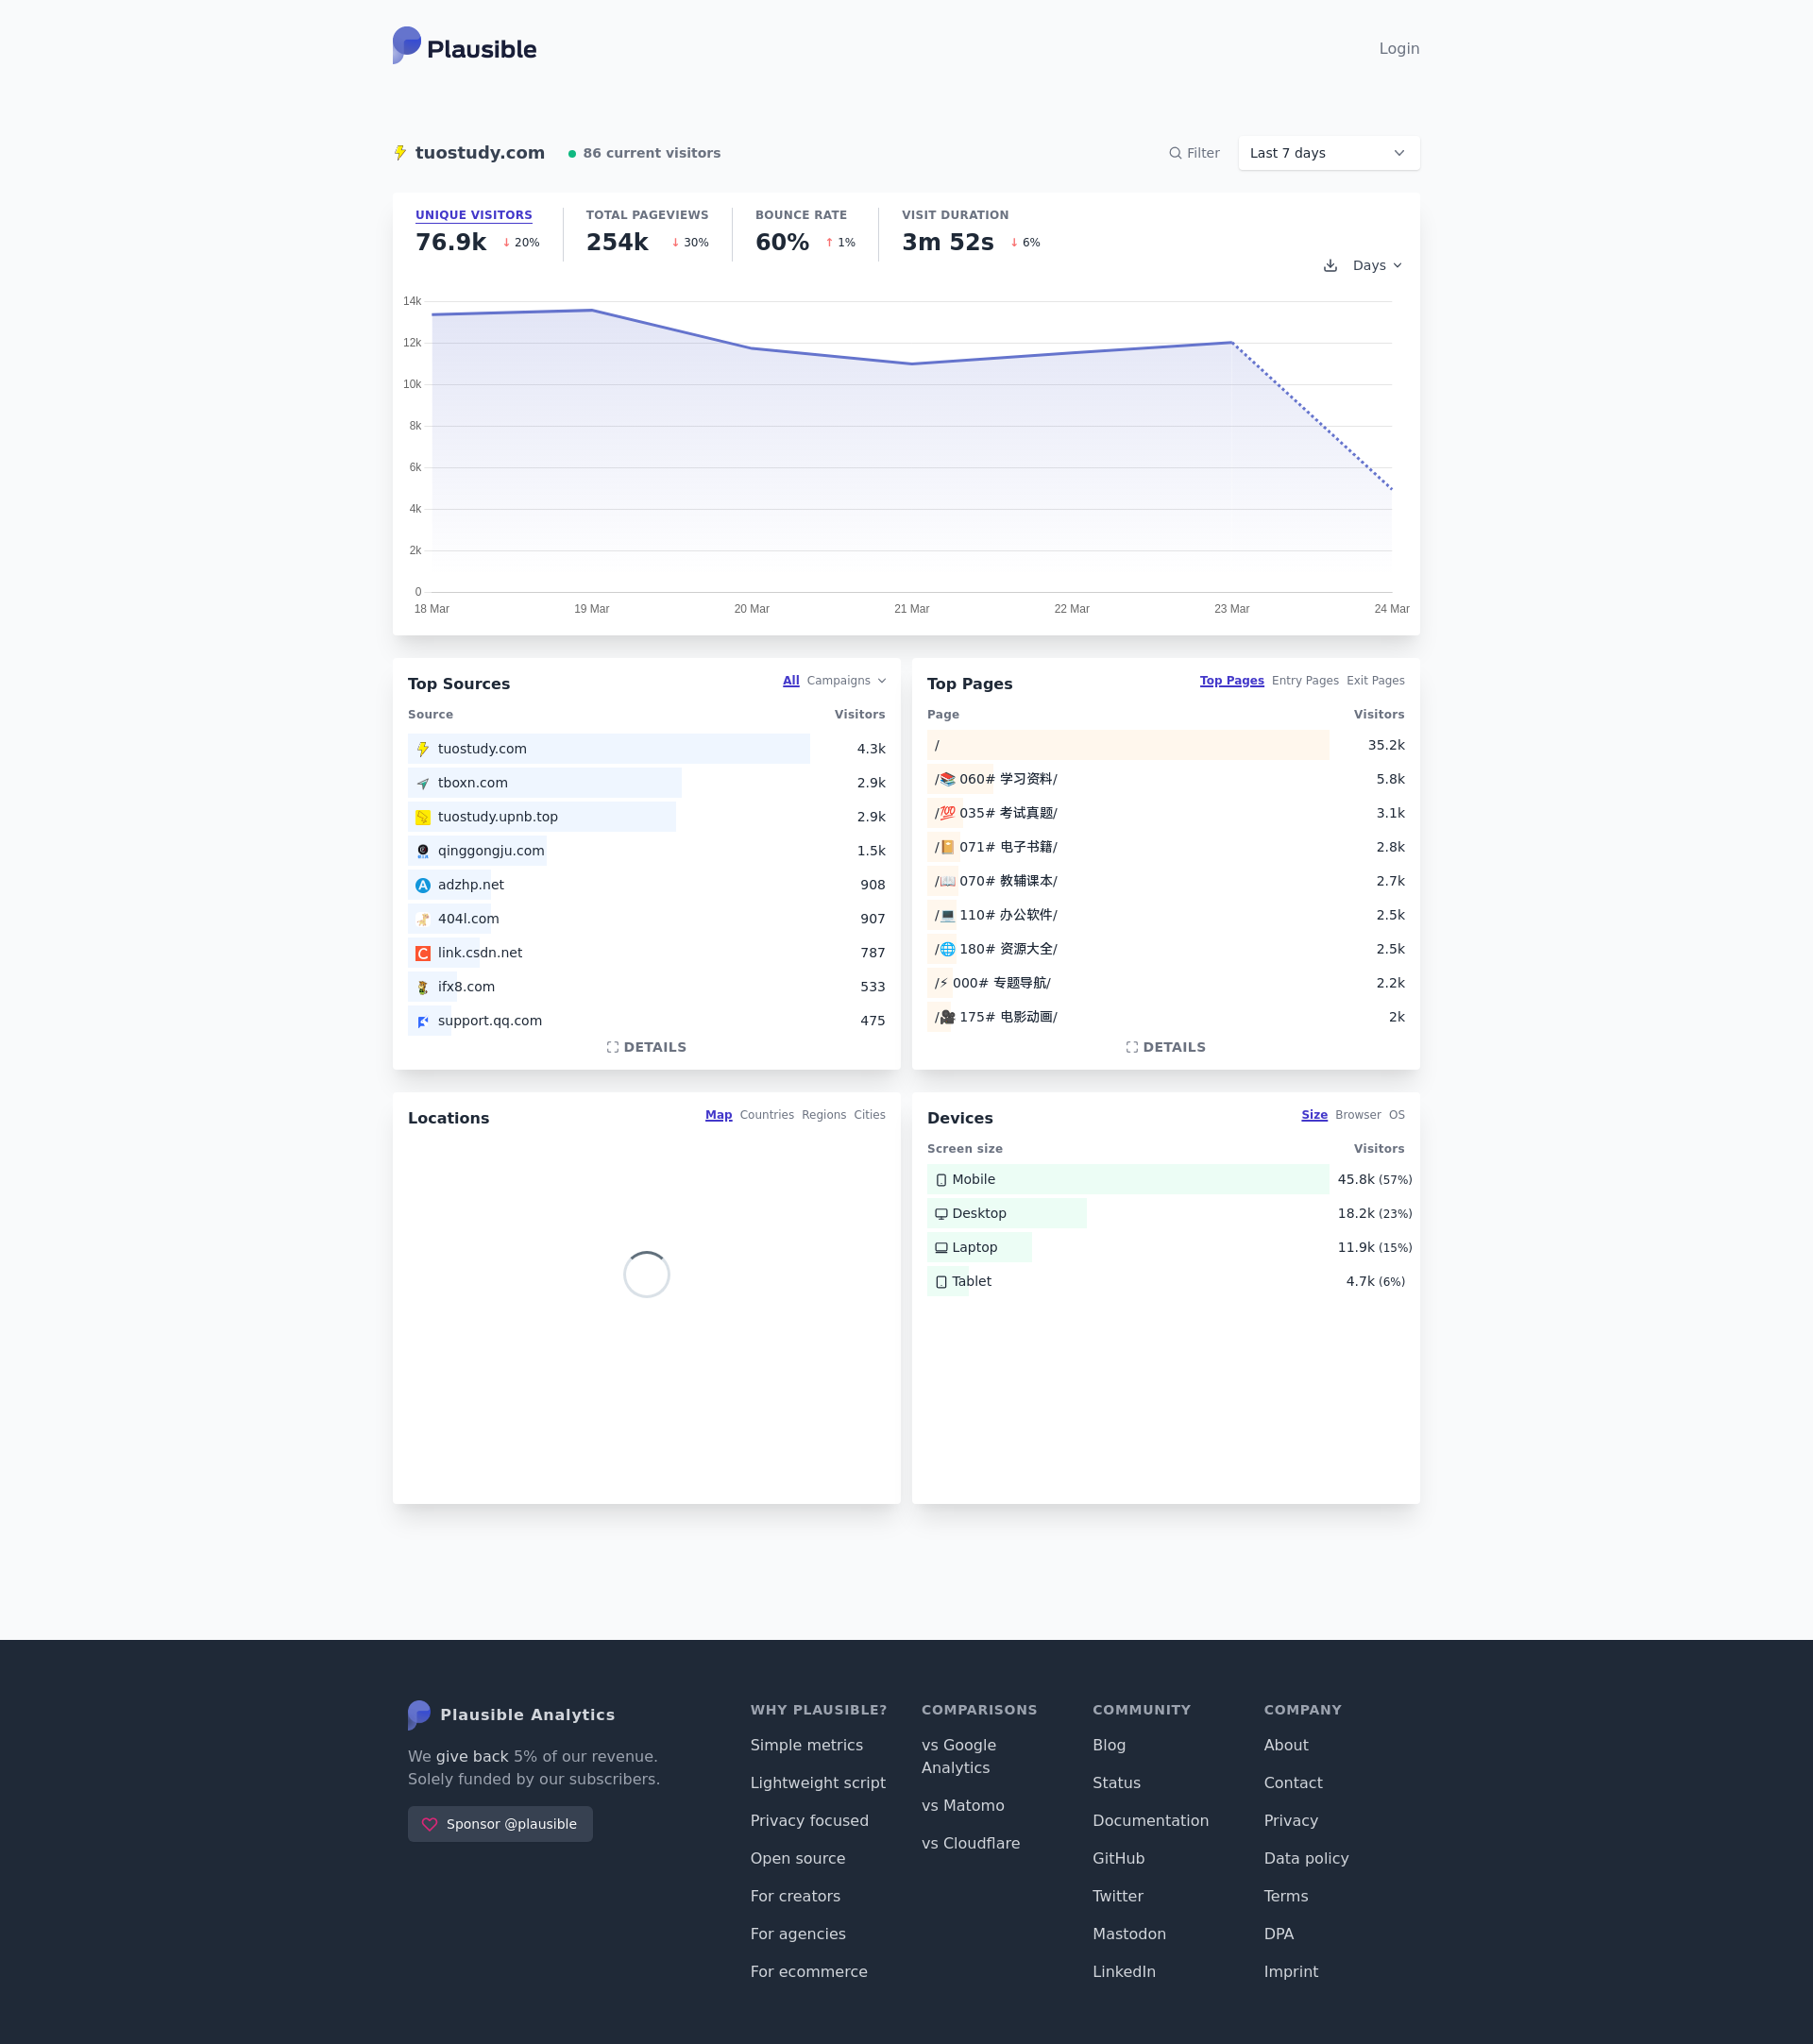 Plausible
Login
tuostudy.com
86 current visitors
Filter
Last 7 days
UNIQUE VISITORS
76.9k ↓ 20%
TOTAL PAGEVIEWS
254k ↓ 30%
BOUNCE RATE
60% ↑ 1%
VISIT DURATION
3m 52s ↓ 6%
Days
14k
12k
10k
8k
6k
4k
2k
0
18 Mar
19 Mar
20 Mar
21 Mar
22 Mar
23 Mar
24 Mar
Top Sources
All Campaigns
Source Visitors
tuostudy.com 4.3k
tboxn.com 2.9k
tuostudy.upnb.top 2.9k
qinggongju.com 1.5k
adzhp.net 908
404l.com 907
link.csdn.net 787
ifx8.com 533
support.qq.com 475
DETAILS
Top Pages
Top Pages Entry Pages Exit Pages
Page Visitors
/ 35.2k
/📚 060# 学习资料/ 5.8k
/💯 035# 考试真题/ 3.1k
/📔 071# 电子书籍/ 2.8k
/📖 070# 教辅课本/ 2.7k
/💻 110# 办公软件/ 2.5k
/🌐 180# 资源大全/ 2.5k
/⚡ 000# 专题导航/ 2.2k
/🎥 175# 电影动画/ 2k
DETAILS
Locations
Map Countries Regions Cities
Devices
Size Browser OS
Screen size Visitors
Mobile 45.8k (57%)
Desktop 18.2k (23%)
Laptop 11.9k (15%)
Tablet 4.7k (6%)
Plausible Analytics
We give back 5% of our revenue.
Solely funded by our subscribers.
Sponsor @plausible
WHY PLAUSIBLE?
Simple metrics
Lightweight script
Privacy focused
Open source
For creators
For agencies
For ecommerce
COMPARISONS
vs Google
Analytics
vs Matomo
vs Cloudflare
COMMUNITY
Blog
Status
Documentation
GitHub
Twitter
Mastodon
LinkedIn
COMPANY
About
Contact
Privacy
Data policy
Terms
DPA
Imprint